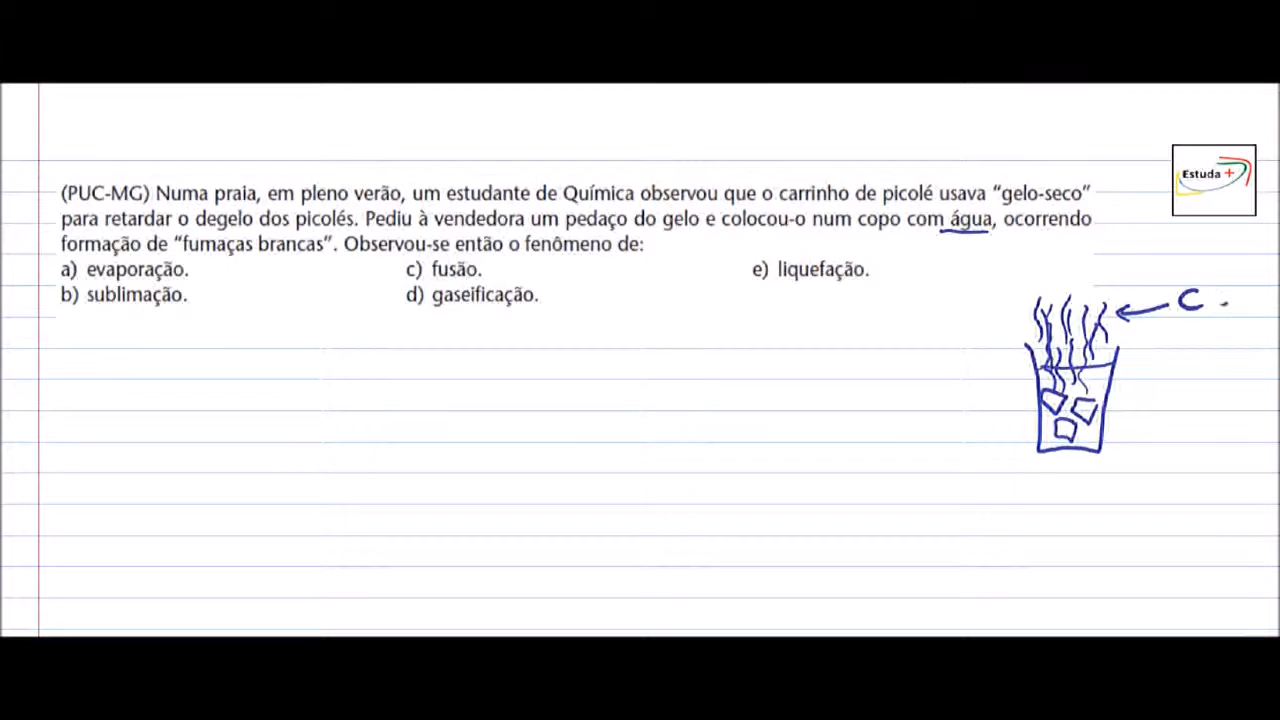 Estuda +
(PUC-MG) Numa praia, em pleno verão, um estudante de Química observou que o carrinho de picolé usava “gelo-seco”
para retardar o degelo dos picolés. Pediu à vendedora um pedaço do gelo e colocou-o num copo com água, ocorrendo
formação de “fumaças brancas”. Observou-se então o fenômeno de:
a) evaporação. c) fusão. e) liquefação.
b) sublimação. d) gaseificação.
C